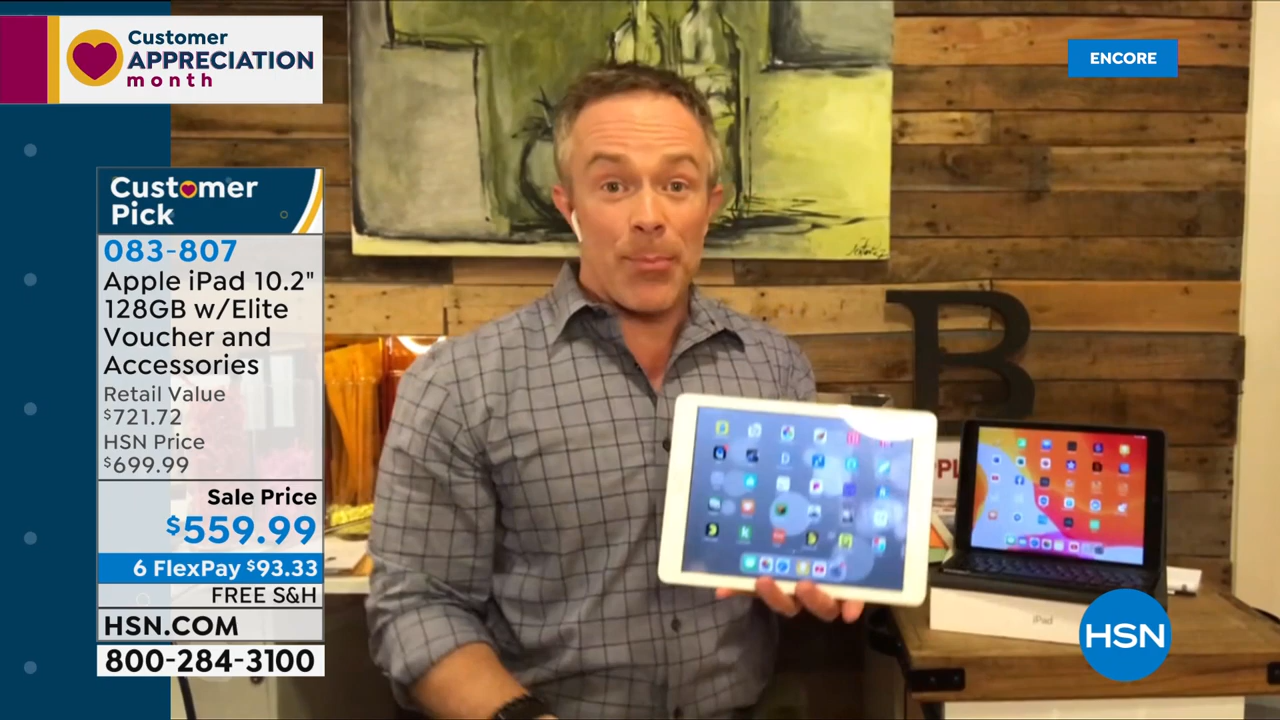 Customer
APPRECIATION
month
ENCORE
Customer
Pick
083-807
Apple iPad 10.2"
128GB w/Elite
Voucher and
Accessories
Retail Value
$721.72
HSN Price
$699.99
Sale Price
$559.99
6 FlexPay $93.33
FREE S&H
HSN.COM
800-284-3100
B
PPL
iPad
HSN